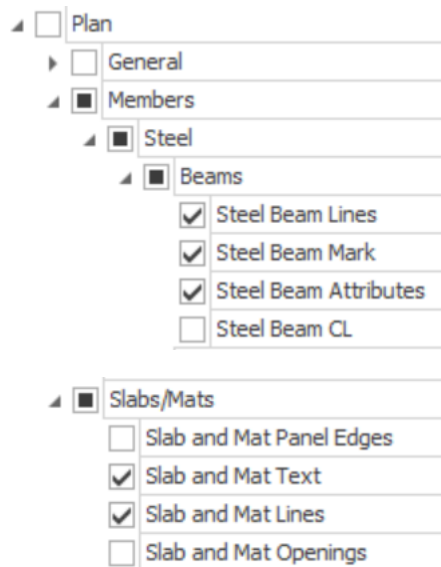 Plan
General
Members
Steel
Beams
Steel Beam Lines
Steel Beam Mark
Steel Beam Attributes
Steel Beam CL
Slabs/Mats
Slab and Mat Panel Edges
Slab and Mat Text
Slab and Mat Lines
Slab and Mat Openings